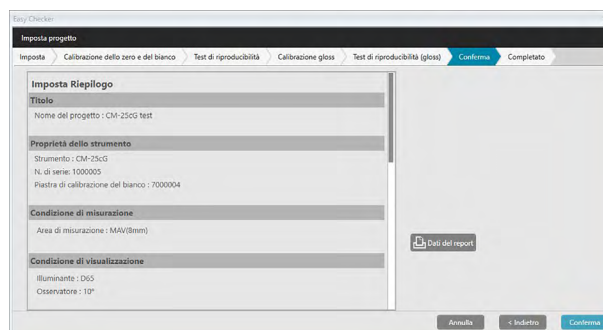 Easy Checker
Imposta progetto
Imposta Calibrazione dello zero e del bianco Test di riproducibilità Calibrazione gloss Test di riproducibilità (gloss) Conferma Completato
Imposta Riepilogo
Titolo
Nome del progetto : CM-25cG test
Proprietà dello strumento
Strumento : CM-25cG
N. di serie: 1000005
Piastra di calibrazione del bianco : 7000004
Condizione di misurazione
Area di misurazione : MAV(8mm)
Dati del report
Condizione di visualizzazione
Illuminante : D65
Osservatore : 10°
Annulla < Indietro Conferma